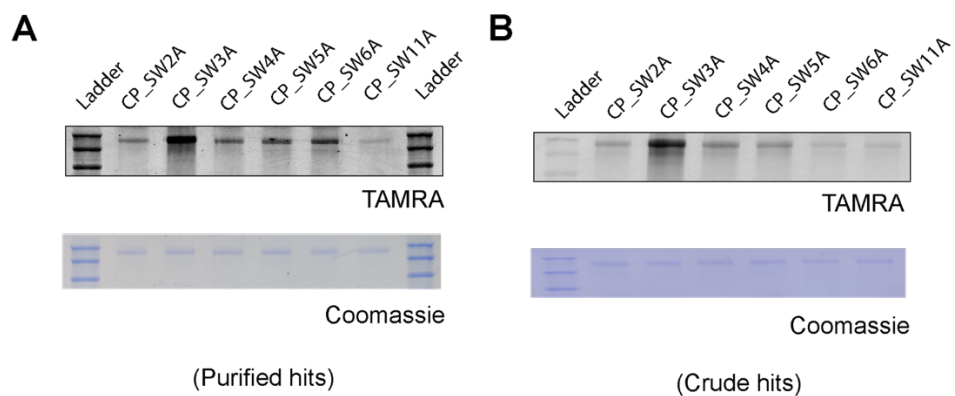 A
Ladder
CP_SW2A
CP_SW3A
CP_SW4A
CP_SW5A
CP_SW6A
CP_SW11A
Ladder
TAMRA
Coomassie
(Purified hits)
B
Ladder
CP_SW2A
CP_SW3A
CP_SW4A
CP_SW5A
CP_SW6A
CP_SW11A
TAMRA
Coomassie
(Crude hits)